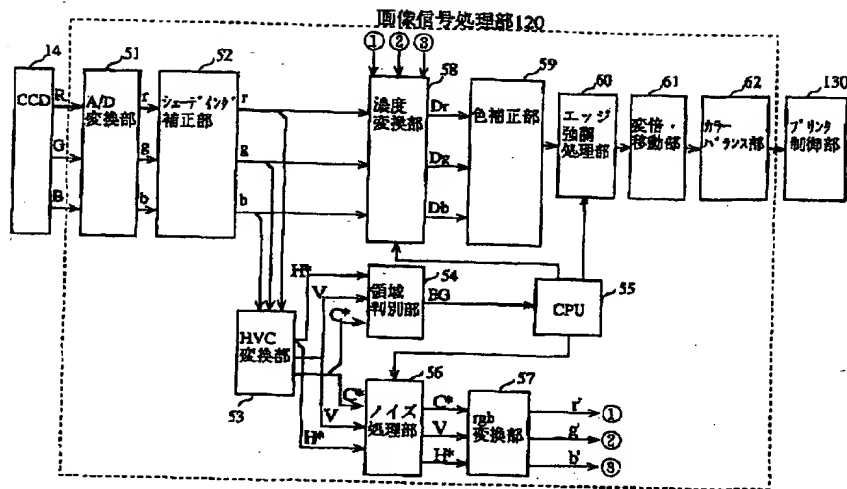 画像信号処理部120
① ② ③
14 51 52 58 59 60 61 62 130
CCD
R
G
B
A/D
変換部
r
g
b
シェーディング
補正部
r
g
b
濃度
変換部
Dr
Dg
Db
色補正部
エッジ
強調
処理部
変倍・
移動部
カラー
バランス部
プリンタ
制御部
HVC
変換部
53
H*
V
C*
領域
判別部
54
BG
CPU
55
C*
V
H*
ノイズ
処理部
56
C*
V
H*
rgb
変換部
57
r' ①
g' ②
b' ③